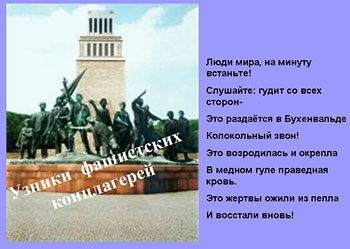 Люди мира, на минуту
встаньте!
Слушайте: гудит со всех
сторон-
Это раздаётся в Бухенвальде
Колокольный звон!
Это возродилась и окрепла
В медном гуле праведная
кровь.
Это жертвы ожили из пепла
И восстали вновь!
Узники фашистских
концлагерей